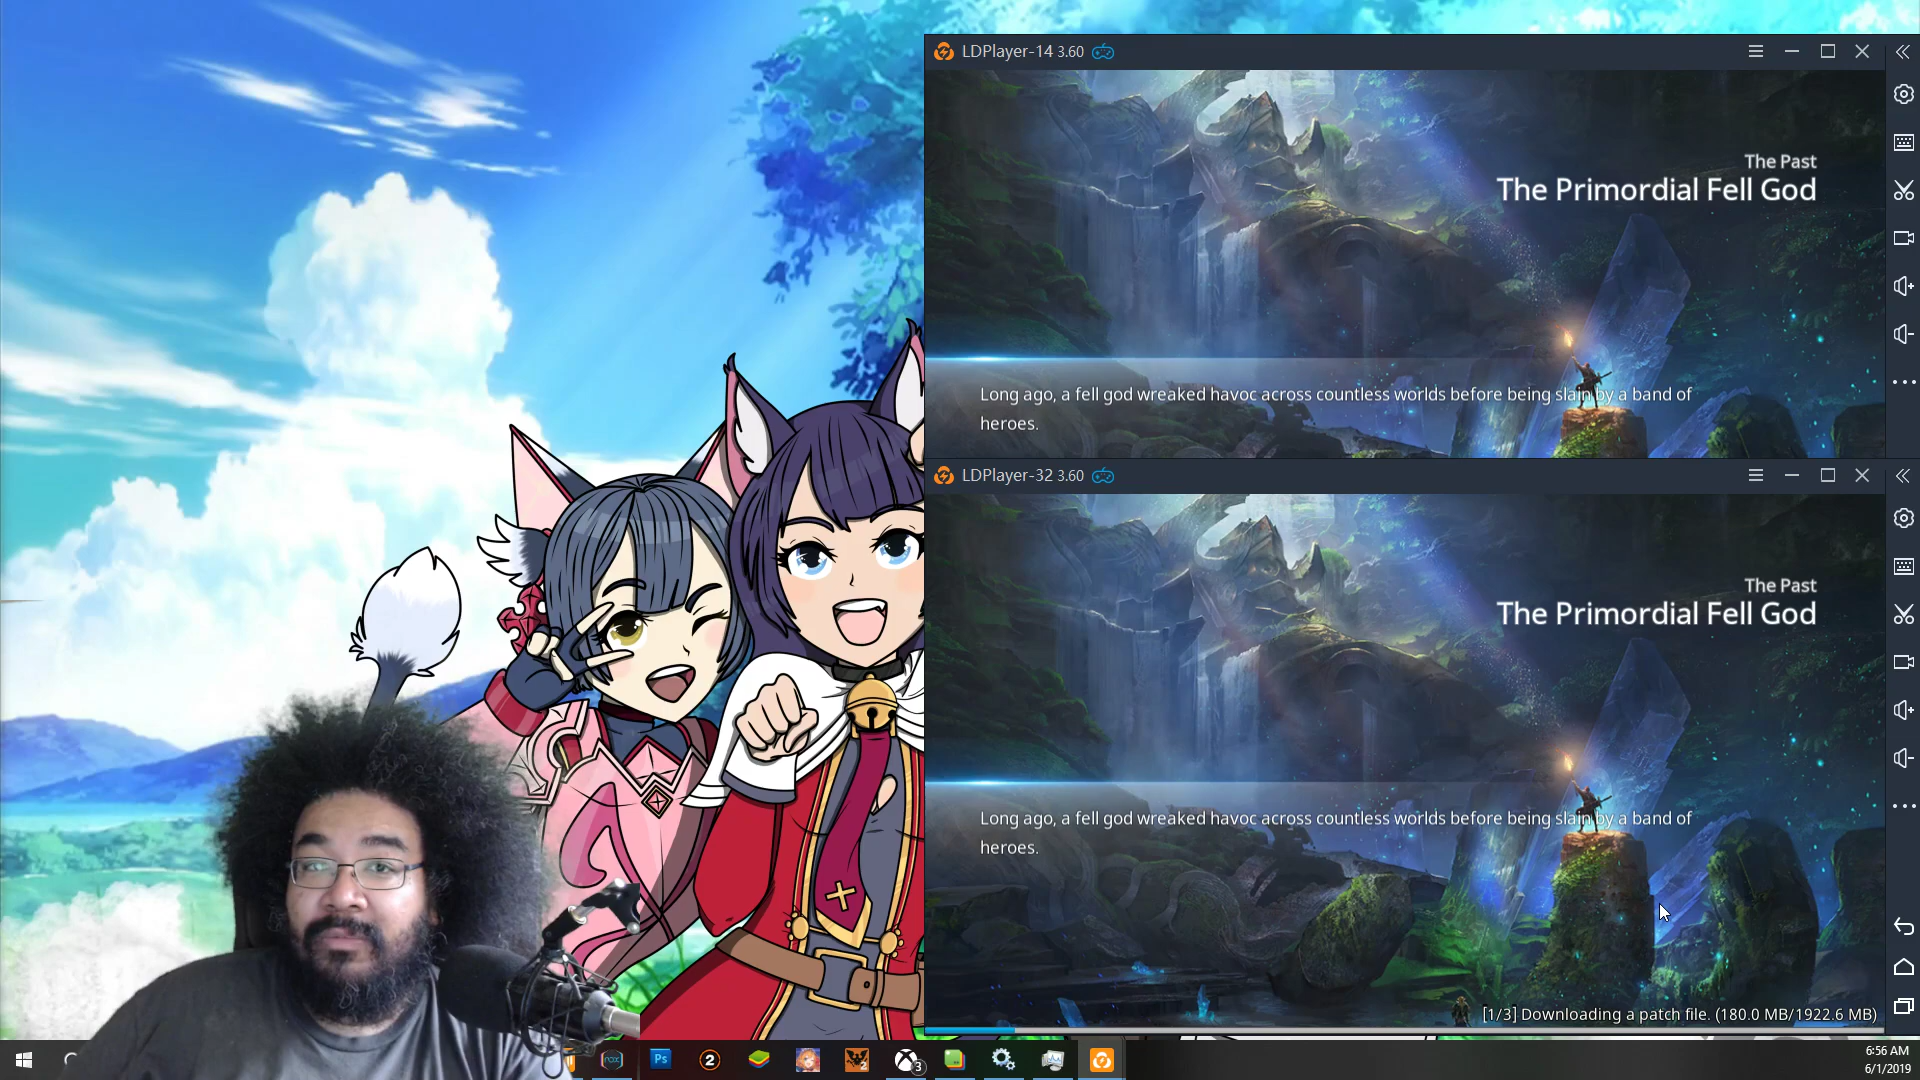 LDPlayer-14 3.60
The Past
The Primordial Fell God
Long ago, a fell god wreaked havoc across countless worlds before being slain by a band of
heroes.
LDPlayer-32 3.60
The Past
The Primordial Fell God
Long ago, a fell god wreaked havoc across countless worlds before being slain by a band of
heroes.
[1/3] Downloading a patch file. (180.0 MB/1922.6 MB)
nox
Ps
2
2
3
6:56 AM
6/1/2019